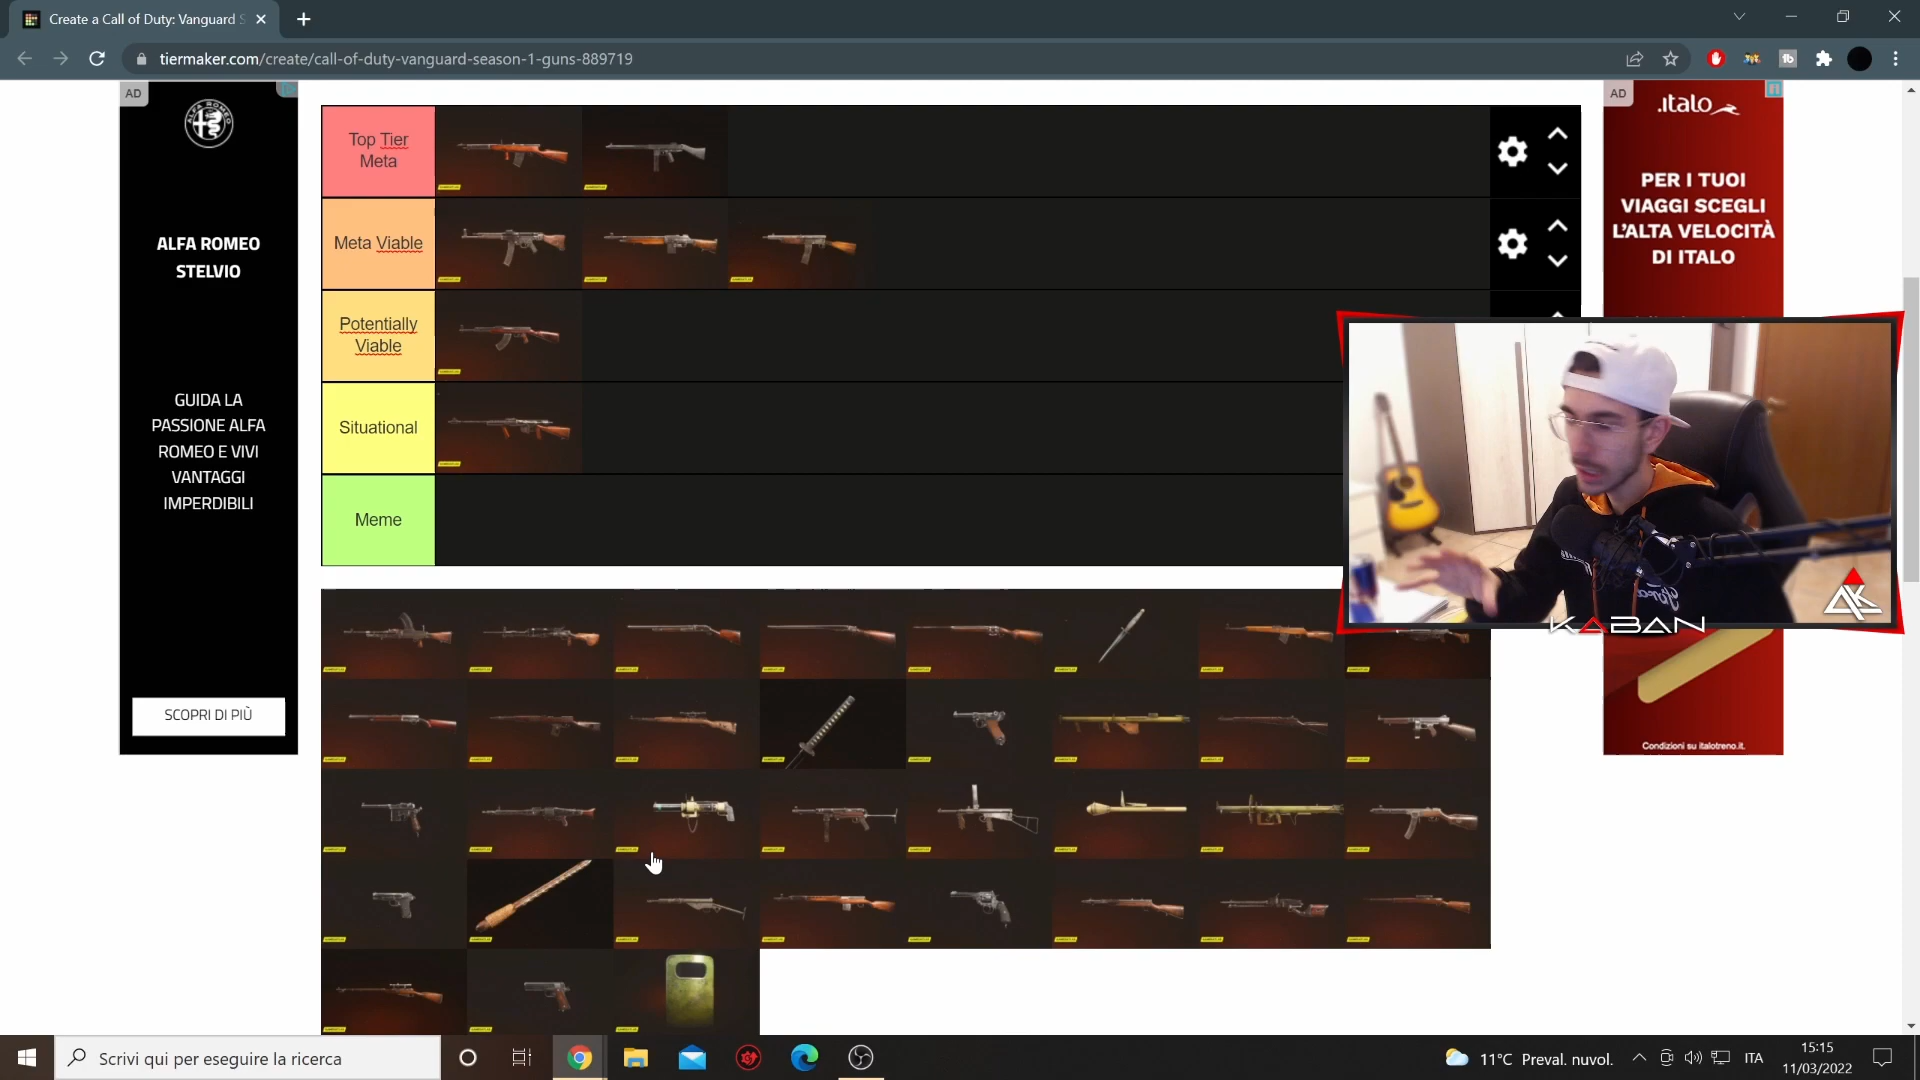 Create a Call of Duty: Vanguard S
tiermaker.com/create/call-of-duty-vanguard-season-1-guns-889719
AD
ALFA ROMEO
ALFA ROMEO
STELVIO
GUIDA LA
PASSIONE ALFA
ROMEO E VIVI
VANTAGGI
IMPERDIBILI
SCOPRI DI PIÙ
Top Tier
Meta
Meta Viable
Potentially
Viable
Situational
Meme
AD
.italo
PER I TUOI
VIAGGI SCEGLI
L'ALTA VELOCITÀ
DI ITALO
Condizioni su italotreno.it.
KABAN
AK
Scrivi qui per eseguire la ricerca
11°C Preval. nuvol.
ITA
15:15
11/03/2022